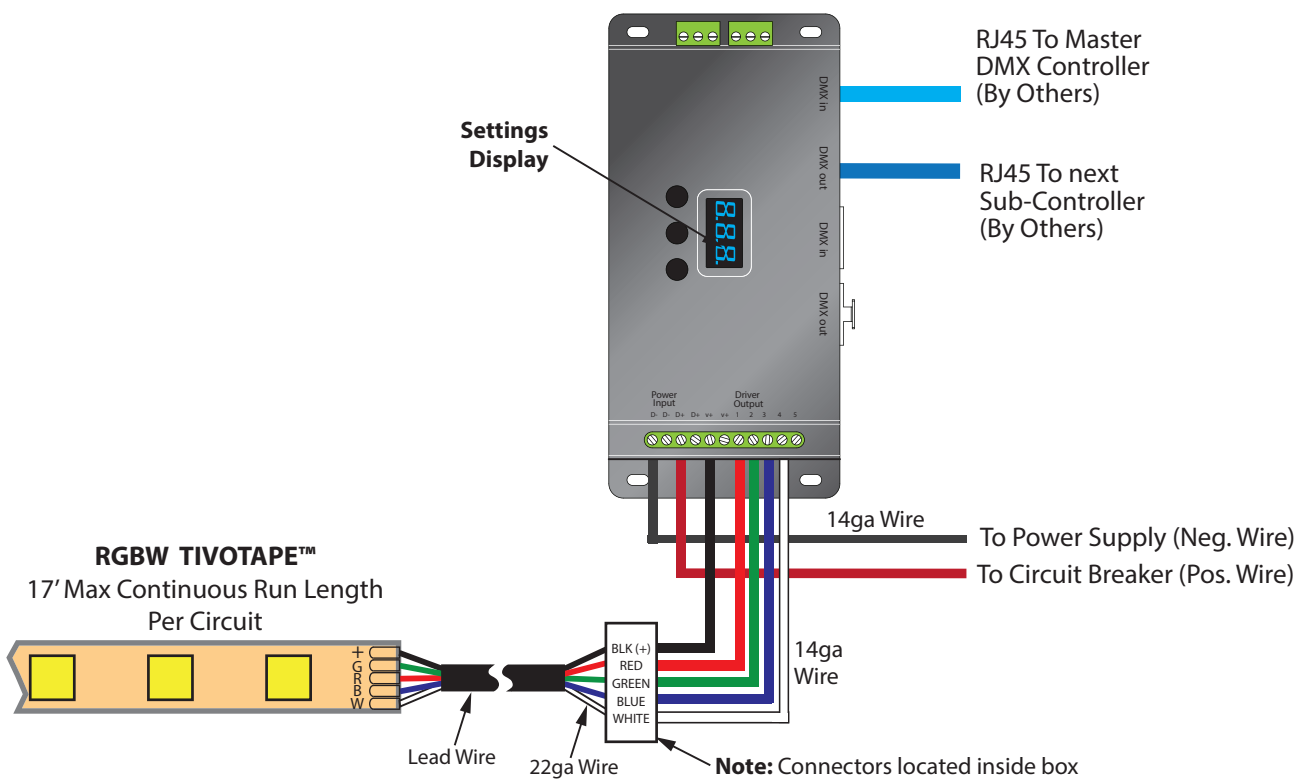 RJ45 To Master
DMX Controller
(By Others)
DMX in
Settings
Display
8.8.8.
DMX out
RJ45 To next
Sub-Controller
(By Others)
DMX in
DMX out
Power
Input
Driver
Output
D- D- D+ D+ v+ v+ 1 2 3 4 5
14ga Wire
To Power Supply (Neg. Wire)
To Circuit Breaker (Pos. Wire)
RGBW TIVOTAPE™
17’ Max Continuous Run Length
Per Circuit
+
G
R
B
W
BLK (+)
RED
GREEN
BLUE
WHITE
14ga
Wire
Lead Wire
22ga Wire
Note: Connectors located inside box